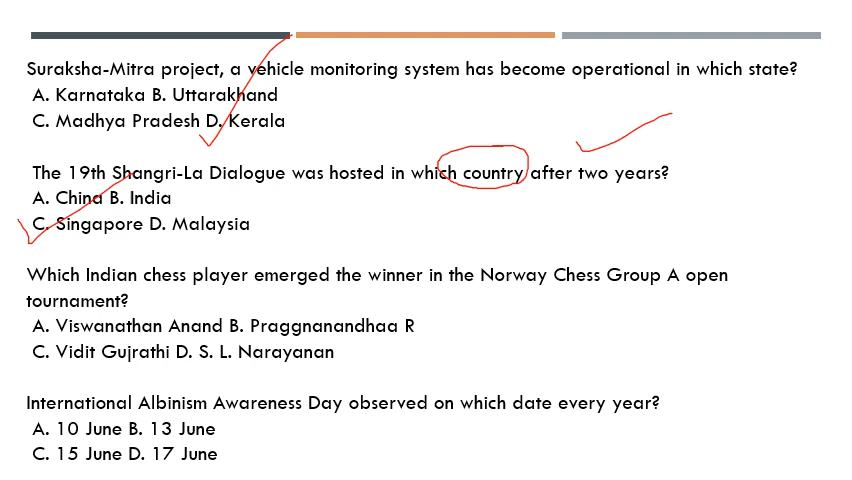 Suraksha-Mitra project, a vehicle monitoring system has become operational in which state?
A. Karnataka B. Uttarakhand
C. Madhya Pradesh D. Kerala
The 19th Shangri-La Dialogue was hosted in which country after two years?
A. China B. India
C. Singapore D. Malaysia
Which Indian chess player emerged the winner in the Norway Chess Group A open
tournament?
A. Viswanathan Anand B. Praggnanandhaa R
C. Vidit Gujrathi D. S. L. Narayanan
International Albinism Awareness Day observed on which date every year?
A. 10 June B. 13 June
C. 15 June D. 17 June